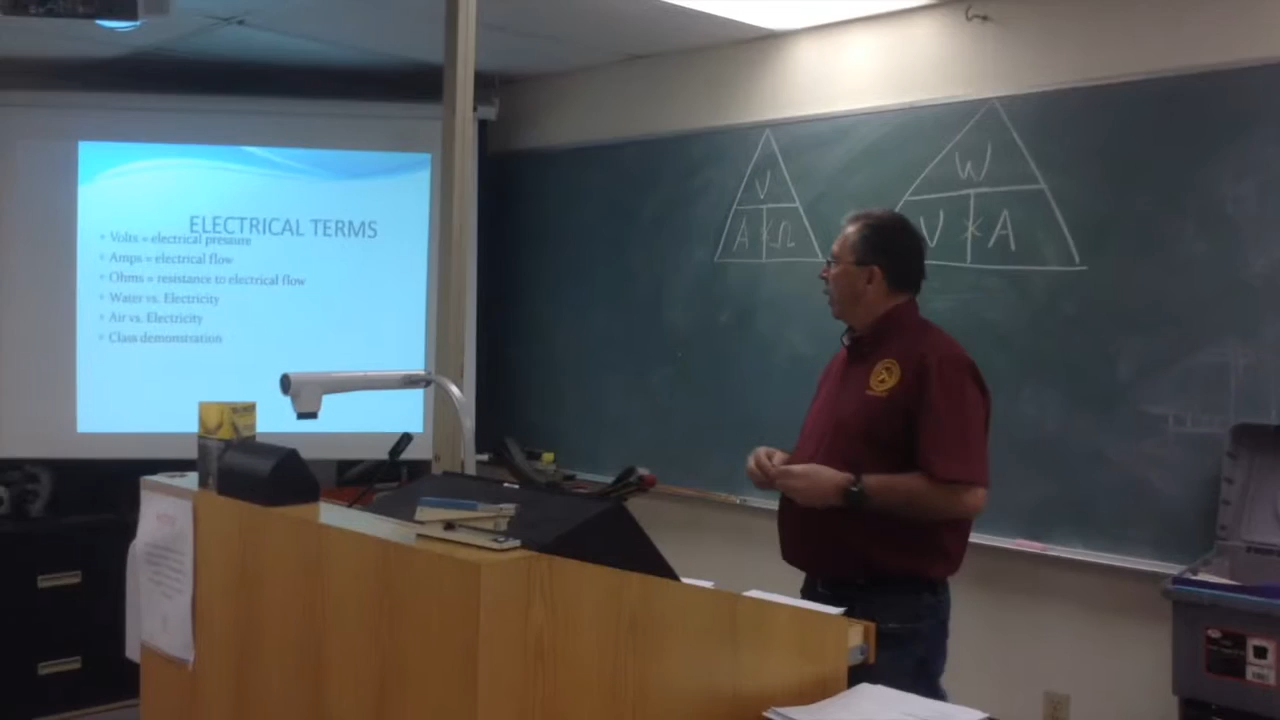 ELECTRICAL TERMS
Volts = electrical pressure
Amps = electrical flow
Ohms = resistance to electrical flow
Water vs. Electricity
Air vs. Electricity
Class demonstration
V
A × Ω
W
V × A